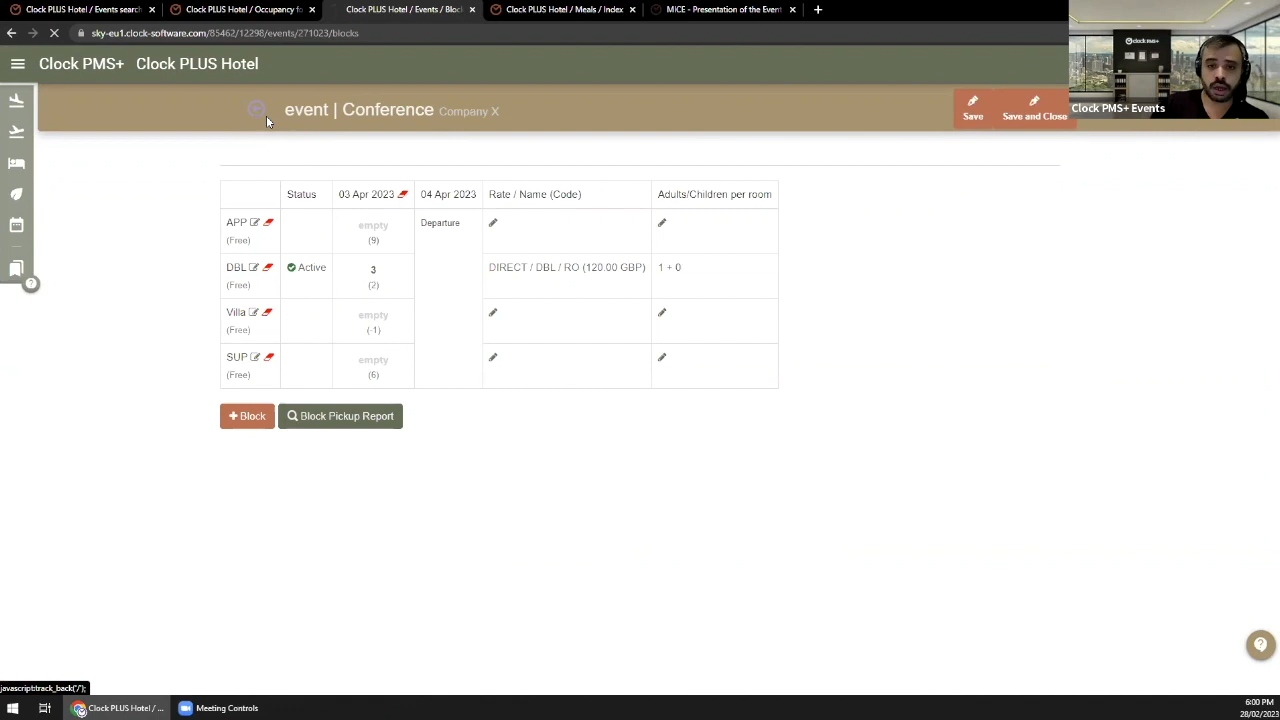 Clock PLUS Hotel / Events search
Clock PLUS Hotel / Occupancy fo
Clock PLUS Hotel / Events / Bloc
Clock PLUS Hotel / Meals / Index
MICE - Presentation of the Event
sky-eu1.clock-software.com/85462/12298/events/271023/blocks
Clock PMS+ Clock PLUS Hotel
clock PMS+
Clock PMS+ Events
event | Conference Company X
Save
Save and Close
Status 03 Apr 2023 04 Apr 2023 Rate / Name (Code) Adults/Children per room
APP empty Departure
(Free) (9)
DBL Active 3 DIRECT / DBL / RO (120.00 GBP) 1 + 0
(Free) (2)
Villa empty
(Free) (-1)
SUP empty
(Free) (6)
+ Block
Block Pickup Report
javascript:track_back('/');
Clock PLUS Hotel / ...
Meeting Controls
6:00 PM
28/02/2023